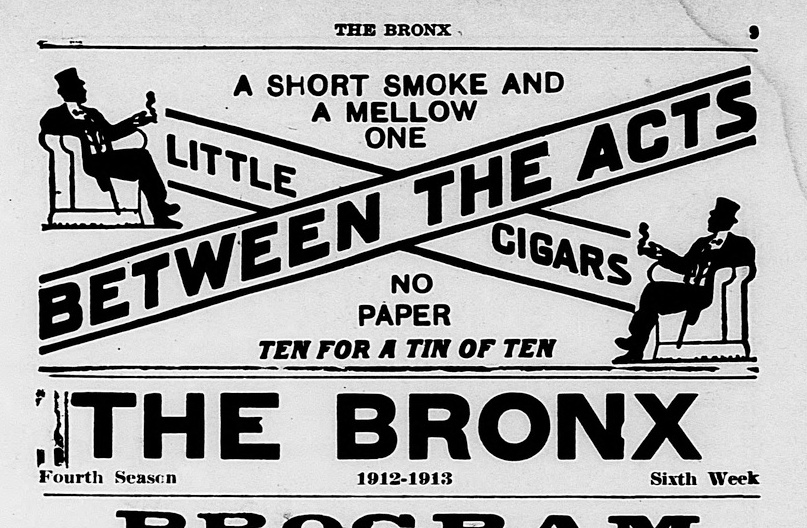 THE BRONX
9
A SHORT SMOKE AND
A MELLOW
ONE
LITTLE
BETWEEN THE ACTS
CIGARS
NO
PAPER
TEN FOR A TIN OF TEN
THE BRONX
Fourth Season 1912-1913 Sixth Week
PROGRAM